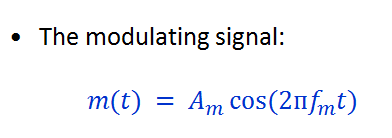 • The modulating signal:
m(t) = Aₘ cos(2πfₘt)